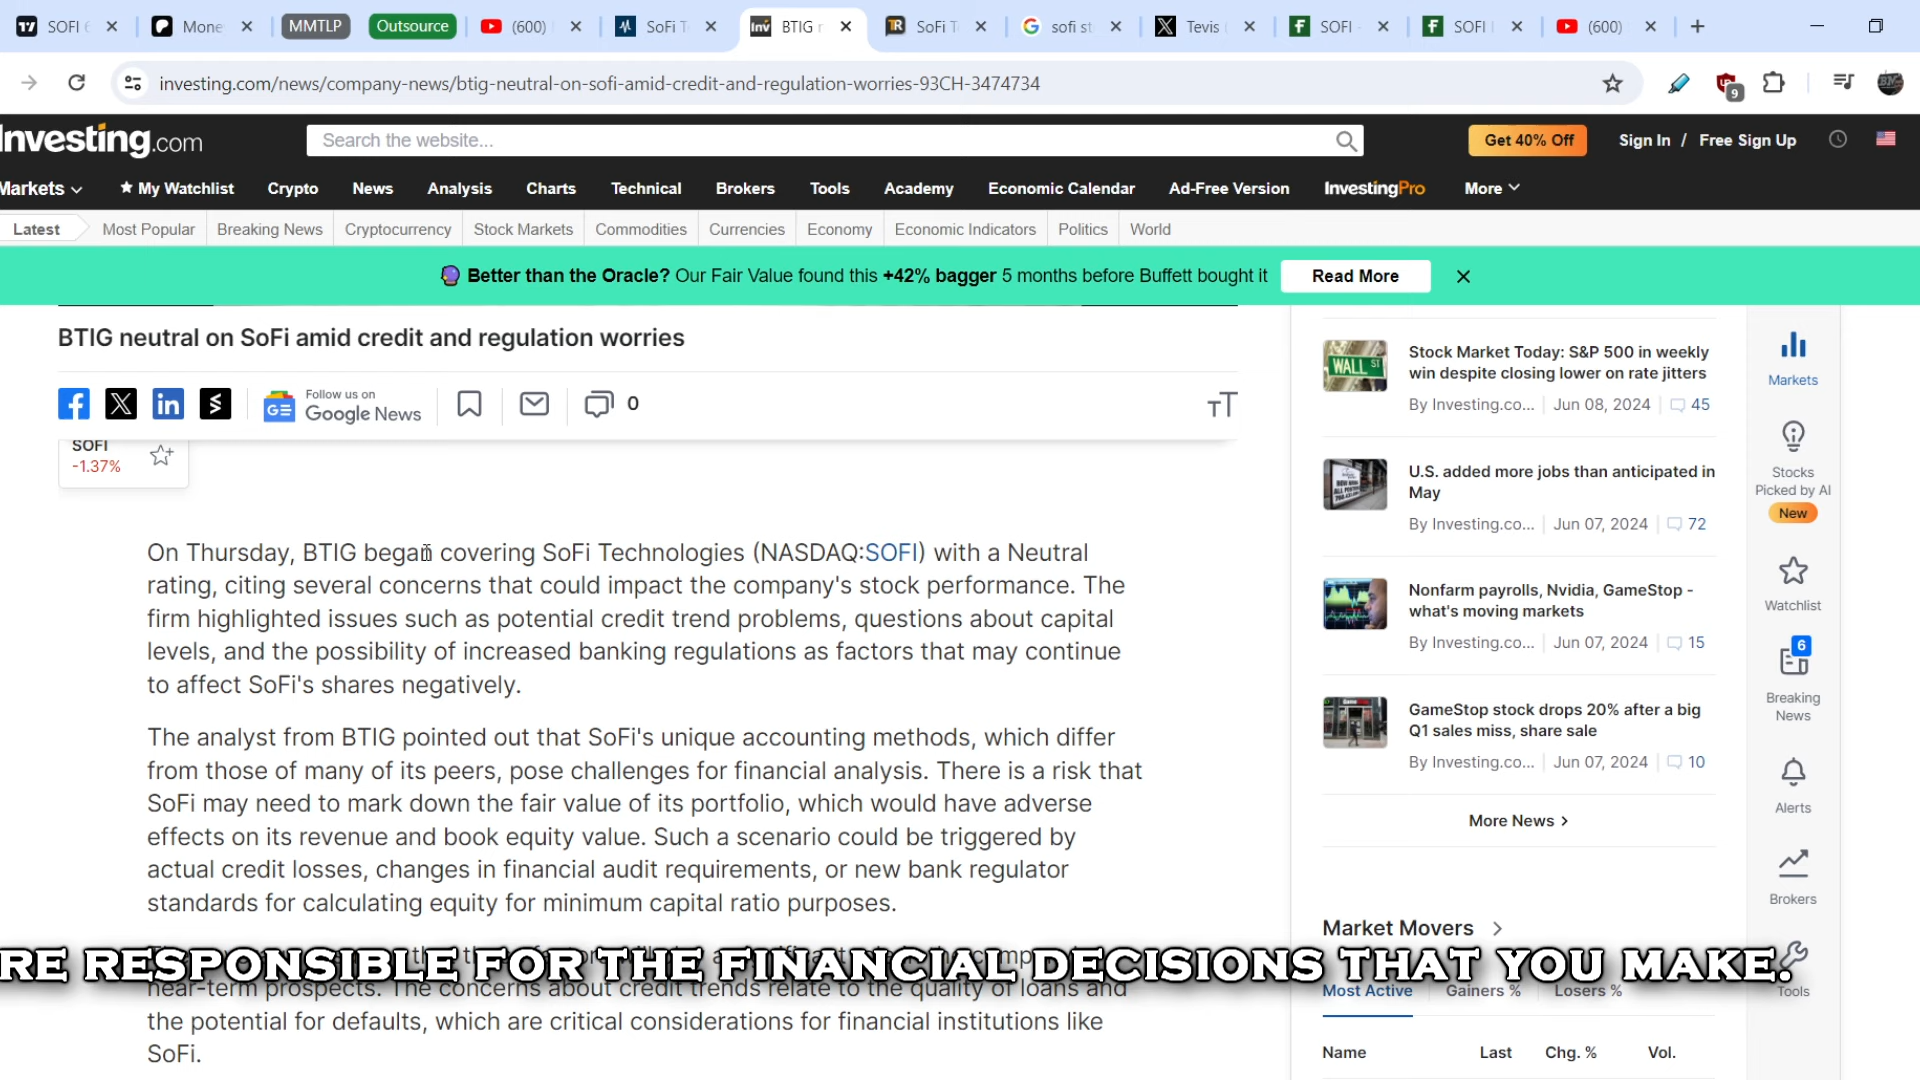 SOFI 6
Mone
MMTLP
Outsource
(600)
SoFi T
BTIG r
SoFi T
sofi st
Tevis
SOFI -
SOFI
(600)
investing.com/news/company-news/btig-neutral-on-sofi-amid-credit-and-regulation-worries-93CH-3474734
9
Investing.com
Search the website...
Get 40% Off
Sign In / Free Sign Up
Markets
My Watchlist
Crypto
News
Analysis
Charts
Technical
Brokers
Tools
Academy
Economic Calendar
Ad-Free Version
InvestingPro
More
Latest
Most Popular
Breaking News
Cryptocurrency
Stock Markets
Commodities
Currencies
Economy
Economic Indicators
Politics
World
Better than the Oracle? Our Fair Value found this +42% bagger 5 months before Buffett bought it
Read More
BTIG neutral on SoFi amid credit and regulation worries
Follow us on
Google News
0
SOFI
-1.37%
On Thursday, BTIG began covering SoFi Technologies (NASDAQ:SOFI) with a Neutral
rating, citing several concerns that could impact the company's stock performance. The
firm highlighted issues such as potential credit trend problems, questions about capital
levels, and the possibility of increased banking regulations as factors that may continue
to affect SoFi's shares negatively.
The analyst from BTIG pointed out that SoFi's unique accounting methods, which differ
from those of many of its peers, pose challenges for financial analysis. There is a risk that
SoFi may need to mark down the fair value of its portfolio, which would have adverse
effects on its revenue and book equity value. Such a scenario could be triggered by
actual credit losses, changes in financial audit requirements, or new bank regulator
standards for calculating equity for minimum capital ratio purposes.
RE RESPONSIBLE FOR THE FINANCIAL DECISIONS THAT YOU MAKE.
near-term prospects. The concerns about credit trends relate to the quality of loans and
the potential for defaults, which are critical considerations for financial institutions like
SoFi.
Stock Market Today: S&P 500 in weekly
win despite closing lower on rate jitters
By Investing.co... Jun 08, 2024 45
U.S. added more jobs than anticipated in
May
By Investing.co... Jun 07, 2024 72
Nonfarm payrolls, Nvidia, GameStop -
what's moving markets
By Investing.co... Jun 07, 2024 15
GameStop stock drops 20% after a big
Q1 sales miss, share sale
By Investing.co... Jun 07, 2024 10
More News
Market Movers
Most Active
Gainers %
Losers %
Name
Last
Chg. %
Vol.
Markets
Stocks
Picked by AI
New
Watchlist
6
Breaking
News
Alerts
Brokers
Tools
WALL ST